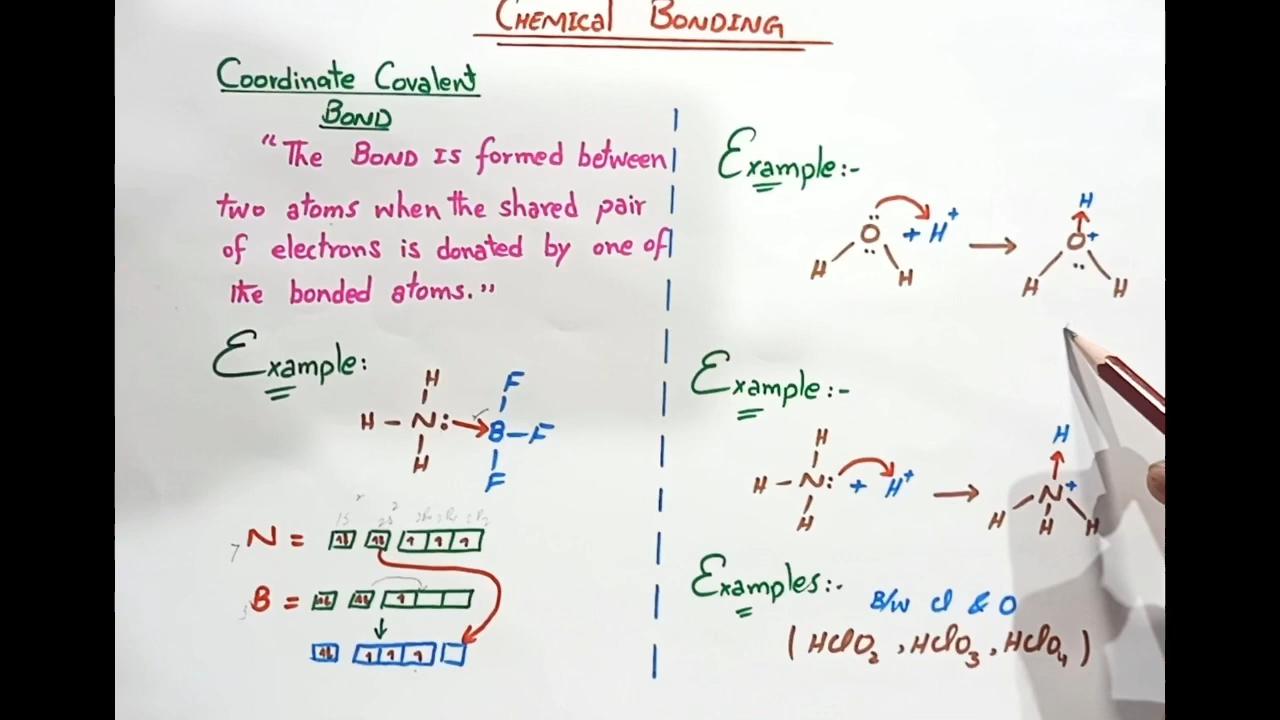 CHEMICAL BONDING
Coordinate Covalent
BOND
"The BOND IS formed between
two atoms when the shared pair
of electrons is donated by one of
the bonded atoms."
Example:
H
H – N: → B – F
H
F
F
7 N =
B =
Example:-
H
O
H
+ H⁺ →
H
O⁺
H
H
Example:-
H
H – N: + H⁺ →
H
H
N⁺
H
H
H
Examples:- B/W Cl & O
(HClO₂, HClO₃, HClO₄)